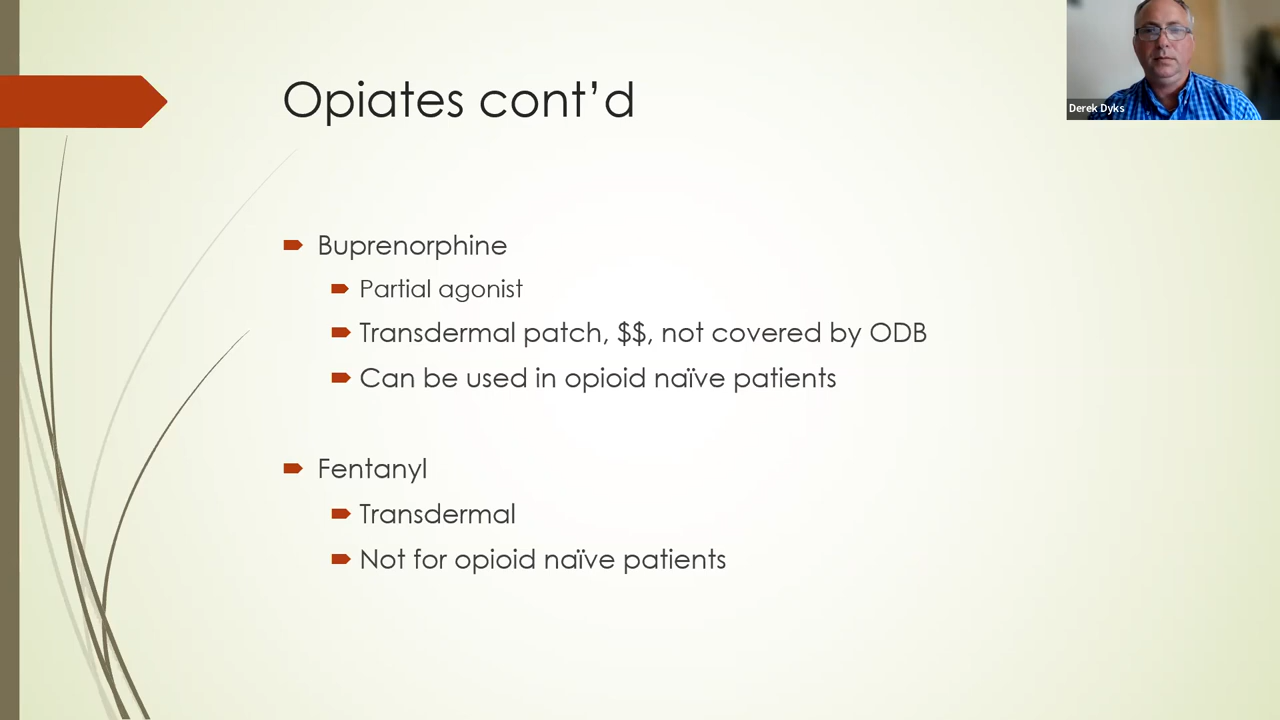 Opiates cont’d
Derek Dyks
Buprenorphine
Partial agonist
Transdermal patch, $$, not covered by ODB
Can be used in opioid naïve patients
Fentanyl
Transdermal
Not for opioid naïve patients